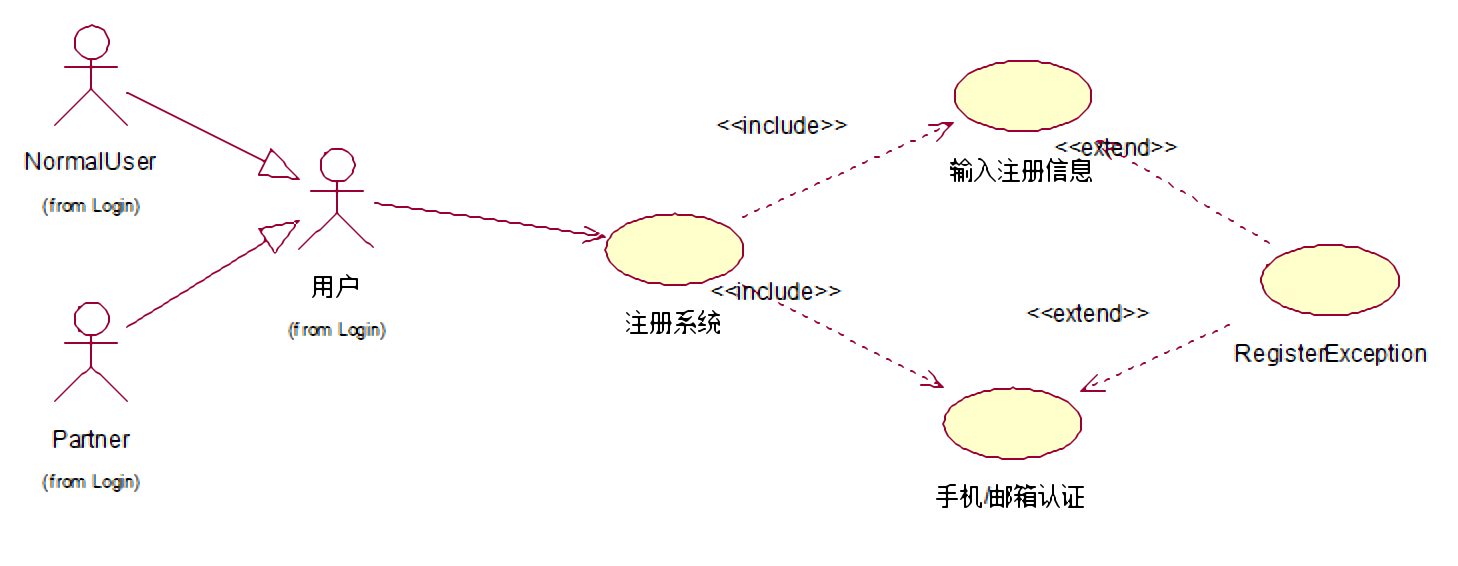 NormalUser
(from Login)
用户
(from Login)
Partner
(from Login)
注册系统
<<include>>
<<include>>
输入注册信息
<<extend>>
<<extend>>
RegisterException
手机/邮箱认证